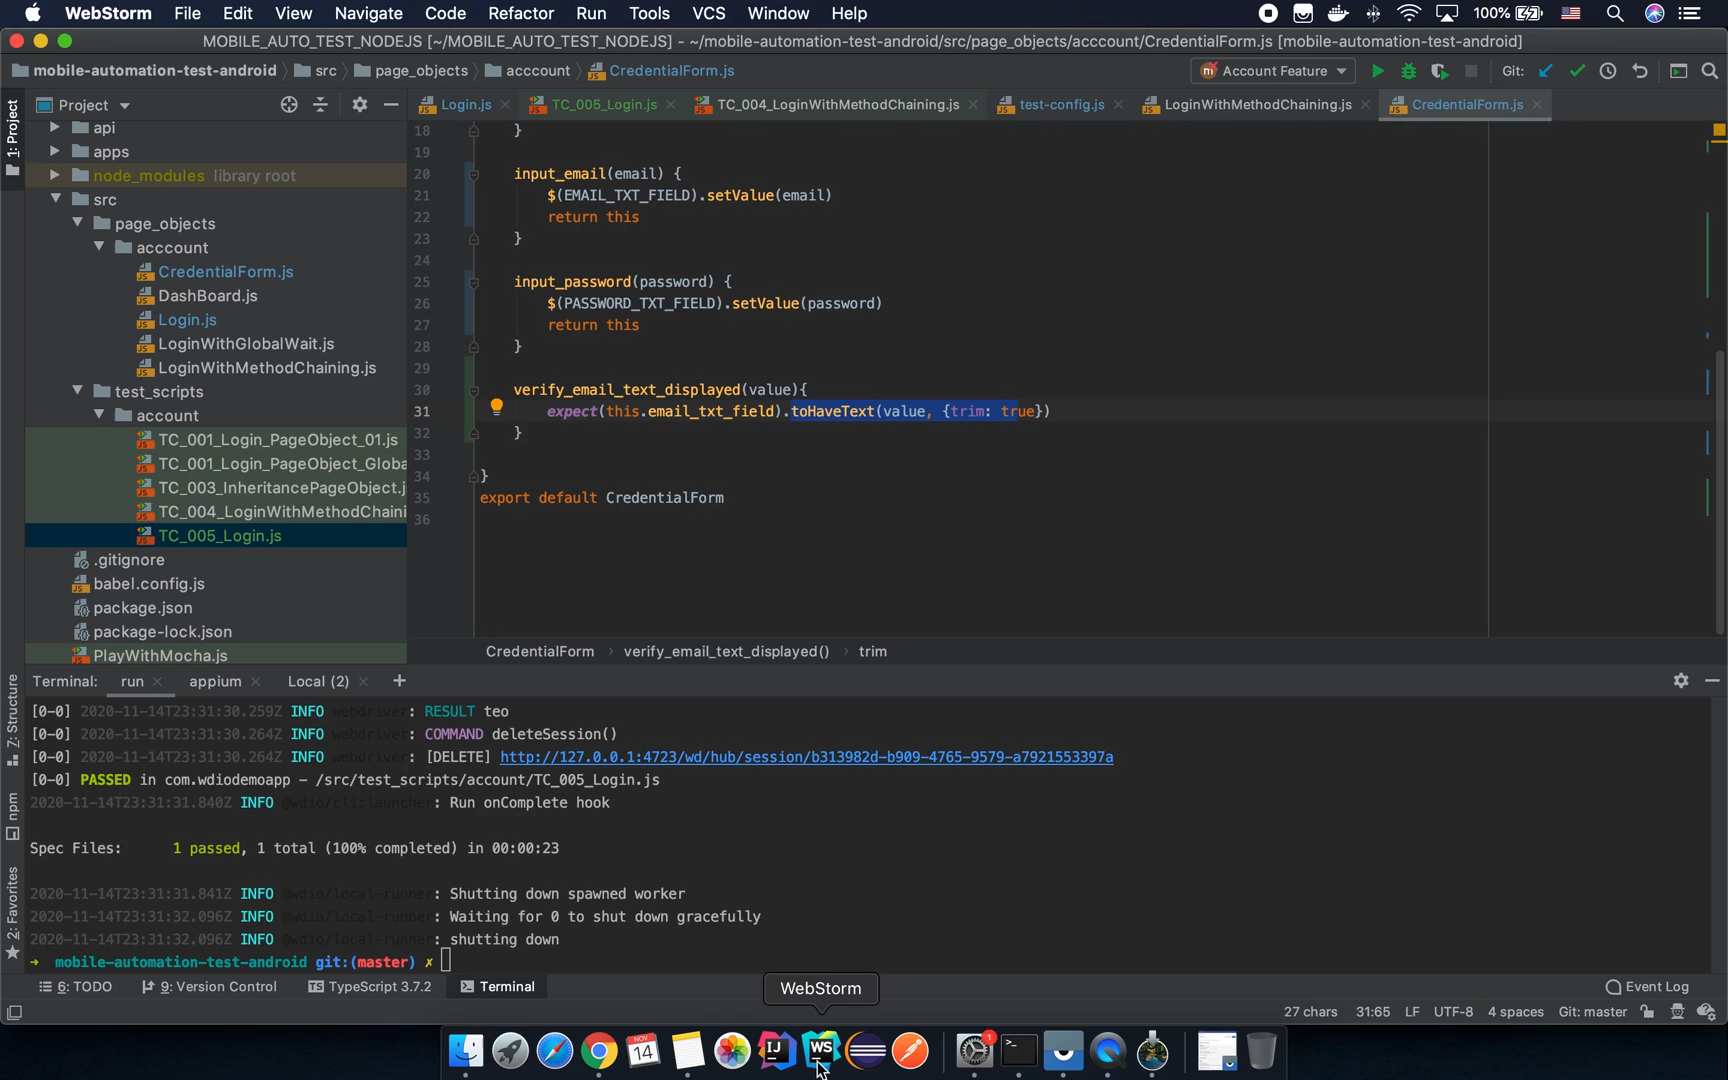 WebStorm File Edit View Navigate Code Refactor Run Tools VCS Window Help 100%
MOBILE_AUTO_TEST_NODEJS [~/MOBILE_AUTO_TEST_NODEJS] - ~/mobile-automation-test-android/src/page_objects/acccount/CredentialForm.js [mobile-automation-test-android]
mobile-automation-test-android src page_objects acccount CredentialForm.js Account Feature Git:
1: Project
Project
Login.js TC_005_Login.js TC_004_LoginWithMethodChaining.js test-config.js LoginWithMethodChaining.js CredentialForm.js
api
apps
node_modules library root
src
page_objects
acccount
CredentialForm.js
DashBoard.js
Login.js
LoginWithGlobalWait.js
LoginWithMethodChaining.js
test_scripts
account
TC_001_Login_PageObject_01.js
TC_001_Login_PageObject_Globa
TC_003_InheritancePageObject.j
TC_004_LoginWithMethodChaini
TC_005_Login.js
.gitignore
babel.config.js
package.json
package-lock.json
PlayWithMocha.js
18 }
19
20 input_email(email) {
21 $(EMAIL_TXT_FIELD).setValue(email)
22 return this
23 }
24
25 input_password(password) {
26 $(PASSWORD_TXT_FIELD).setValue(password)
27 return this
28 }
29
30 verify_email_text_displayed(value){
31 expect(this.email_txt_field).toHaveText(value, {trim: true})
32 }
33
34 }
35 export default CredentialForm
36
CredentialForm › verify_email_text_displayed() › trim
Terminal: run appium Local (2) +
[0-0] 2020-11-14T23:31:30.259Z INFO webdriver: RESULT teo
[0-0] 2020-11-14T23:31:30.264Z INFO webdriver: COMMAND deleteSession()
[0-0] 2020-11-14T23:31:30.264Z INFO webdriver: [DELETE] http://127.0.0.1:4723/wd/hub/session/b313982d-b909-4765-9579-a7921553397a
[0-0] PASSED in com.wdiodemoapp - /src/test_scripts/account/TC_005_Login.js
2020-11-14T23:31:31.840Z INFO @wdio/cli:launcher: Run onComplete hook
Spec Files: 1 passed, 1 total (100% completed) in 00:00:23
2020-11-14T23:31:31.841Z INFO @wdio/local-runner: Shutting down spawned worker
2020-11-14T23:31:32.096Z INFO @wdio/local-runner: Waiting for 0 to shut down gracefully
2020-11-14T23:31:32.096Z INFO @wdio/local-runner: shutting down
→ mobile-automation-test-android git:(master) ✗
7: Structure
npm
2: Favorites
6: TODO 9: Version Control TypeScript 3.7.2 Terminal Event Log
WebStorm
27 chars 31:65 LF UTF-8 4 spaces Git: master
NOV
14
IJ
WS
1